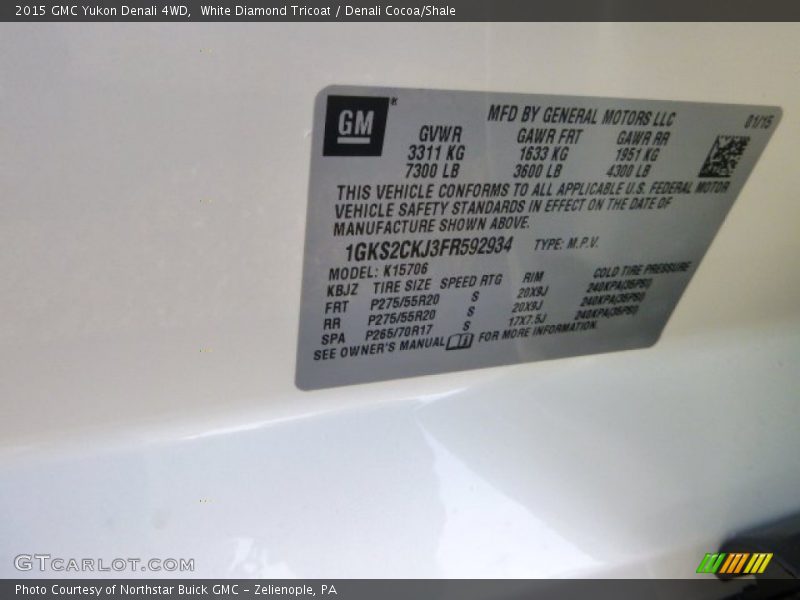 2015 GMC Yukon Denali 4WD, White Diamond Tricoat / Denali Cocoa/Shale
GM
MFD BY GENERAL MOTORS LLC 01/15
GVWR GAWR FRT GAWR RR
3311 KG 1633 KG 1951 KG
7300 LB 3600 LB 4300 LB
THIS VEHICLE CONFORMS TO ALL APPLICABLE U.S. FEDERAL MOTOR
VEHICLE SAFETY STANDARDS IN EFFECT ON THE DATE OF
MANUFACTURE SHOWN ABOVE.
1GKS2CKJ3FR592934 TYPE: M.P.V.
MODEL: K15706
KBJZ TIRE SIZE SPEED RTG RIM COLD TIRE PRESSURE
FRT P275/55R20 S 20X9J 240KPA(35PSI)
RR P275/55R20 S 20X9J 240KPA(35PSI)
SPA P265/70R17 S 17X7.5J 240KPA(35PSI)
SEE OWNER'S MANUAL FOR MORE INFORMATION.
GTCARLOT.COM
Photo Courtesy of Northstar Buick GMC - Zelienople, PA